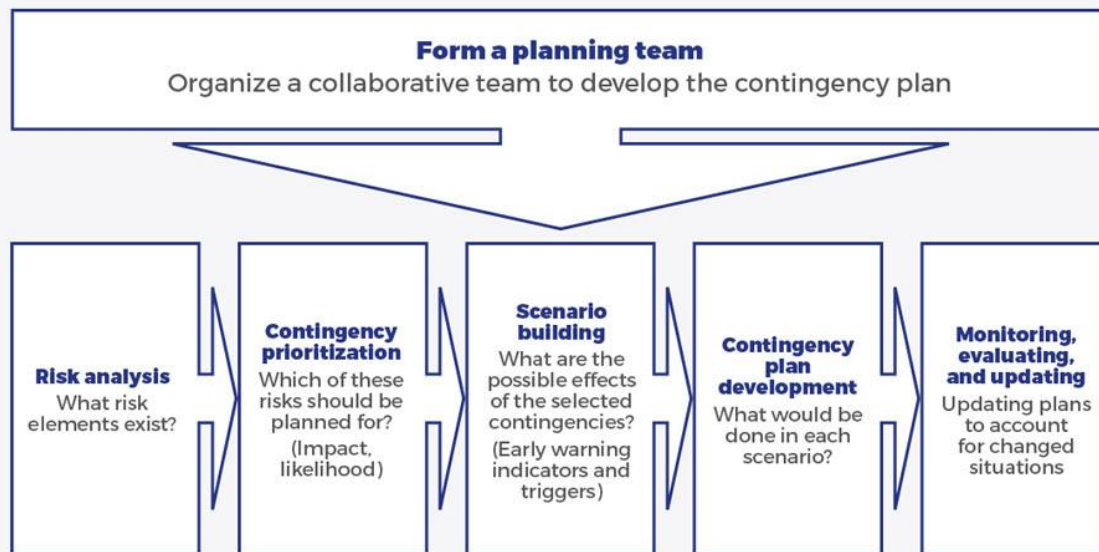 Form a planning team
Organize a collaborative team to develop the contingency plan
Risk analysis
What risk
elements exist?
Contingency
prioritization
Which of these
risks should be
planned for?
(Impact,
likelihood)
Scenario
building
What are the
possible effects
of the selected
contingencies?
(Early warning
indicators and
triggers)
Contingency
plan
development
What would be
done in each
scenario?
Monitoring,
evaluating,
and updating
Updating plans
to account
for changed
situations